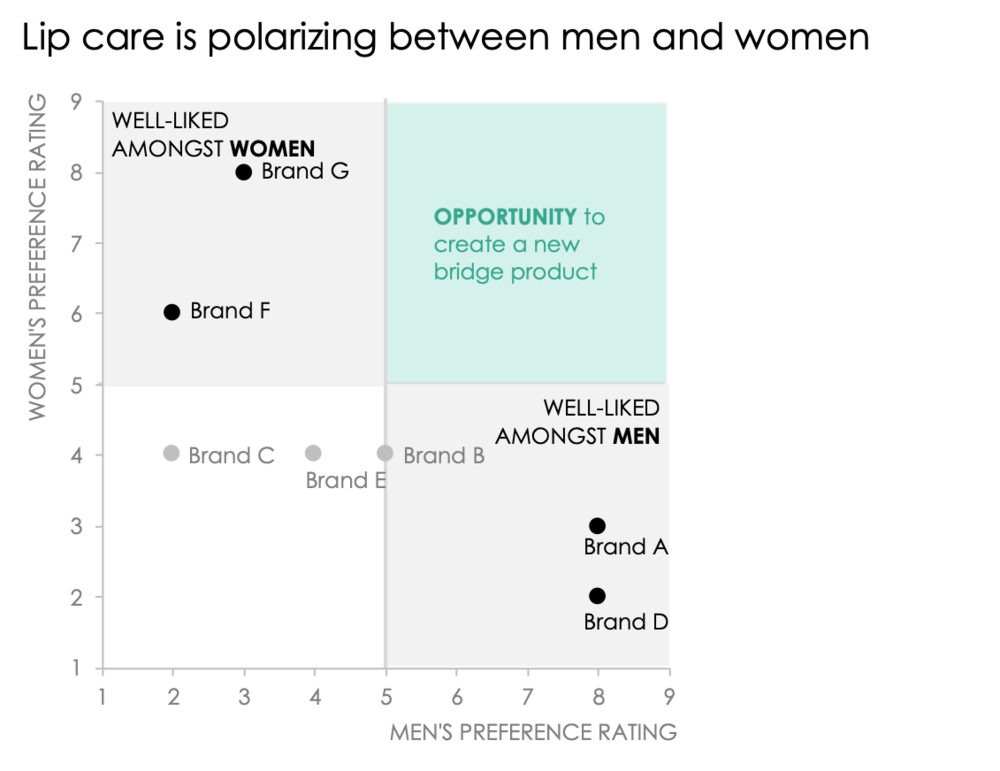 Lip care is polarizing between men and women
WOMEN'S PREFERENCE RATING
9
8
7
6
5
4
3
2
1
WELL-LIKED
AMONGST WOMEN
Brand G
Brand F
OPPORTUNITY to
create a new
bridge product
WELL-LIKED
AMONGST MEN
Brand C
Brand E
Brand B
Brand A
Brand D
1 2 3 4 5 6 7 8 9
MEN'S PREFERENCE RATING